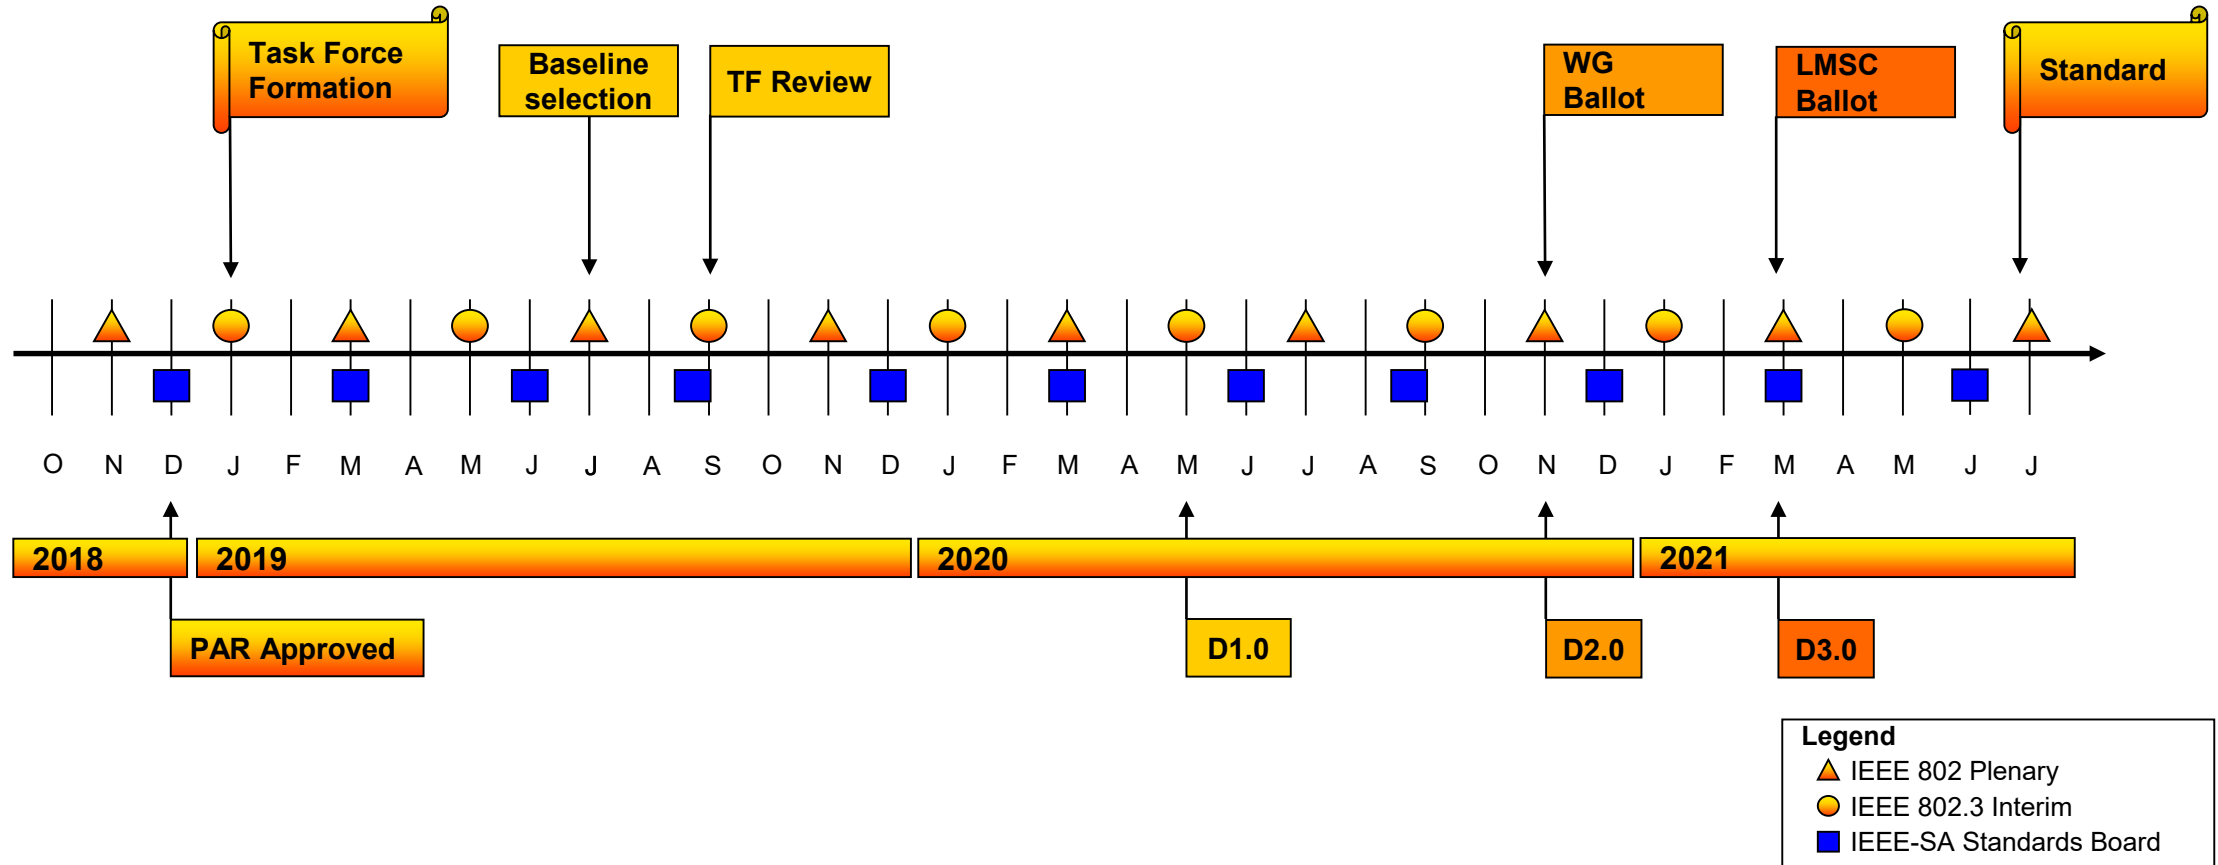 Task Force
Formation
Baseline
selection
TF Review
WG
Ballot
LMSC
Ballot
Standard
O N D J F M A M J J A S O N D J F M A M J J A S O N D J F M A M J J
2018 2019 2020 2021
PAR Approved
D1.0
D2.0
D3.0
Legend
IEEE 802 Plenary
IEEE 802.3 Interim
IEEE-SA Standards Board